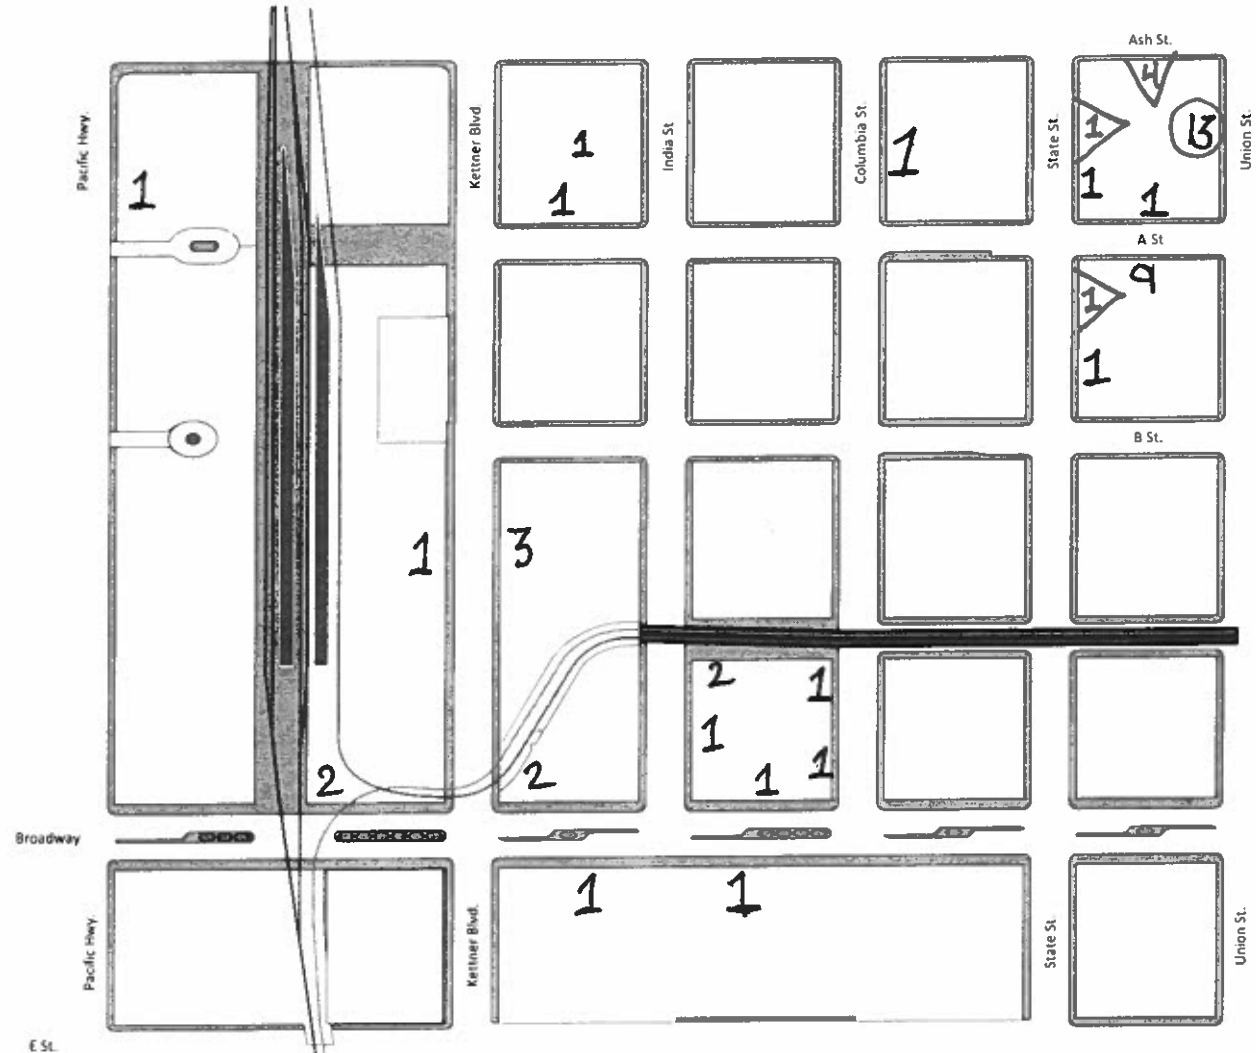 Ash St.
Pacific Hwy.
Kettner Blvd.
India St
Columbia St.
State St.
Union St.
4
1
13
1
1
1
1
1
1
1
A St
1
9
1
B St.
3
1
2
1
1
1
1
2
2
Broadway
1
1
Pacific Hwy.
Kettner Blvd.
State St.
Union St.
E St.